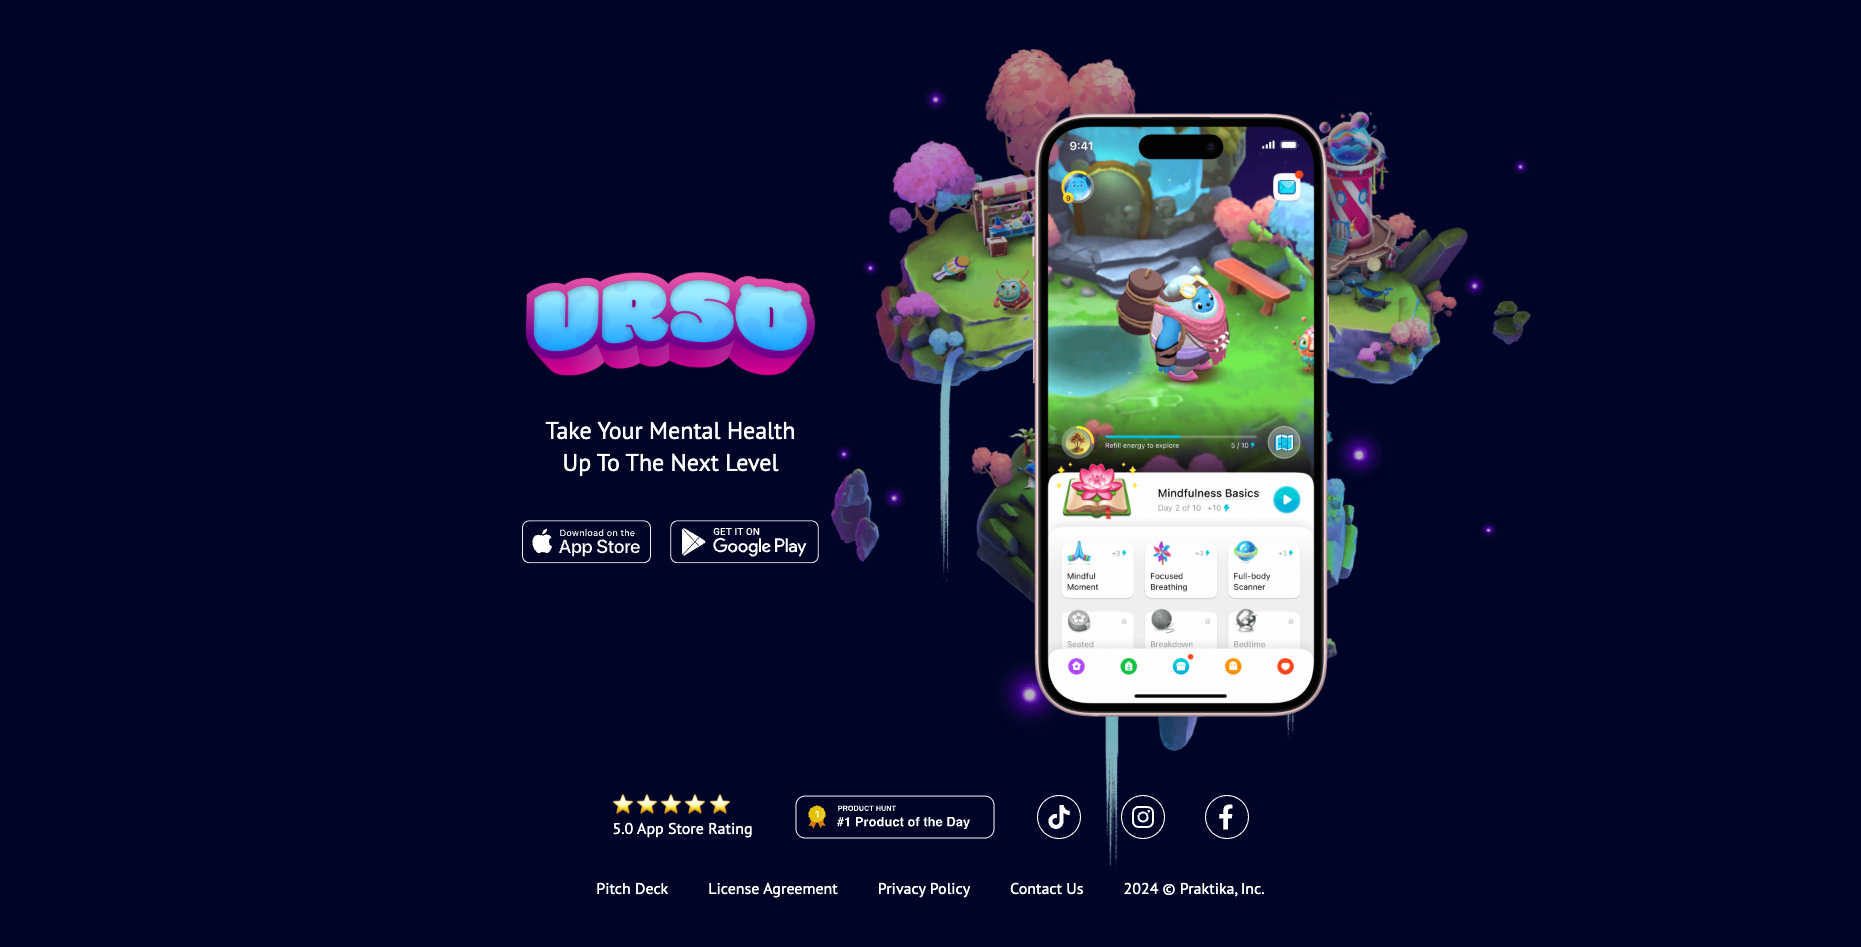 URSO
Take Your Mental Health
Up To The Next Level
Download on the
App Store
GET IT ON
Google Play
9:41
9
Refill energy to explore
5 / 10
Mindfulness Basics
Day 2 of 10 +10
+3
Mindful
Moment
+3
Focused
Breathing
+3
Full-body
Scanner
Seated
Breakdown
Bedtime
5.0 App Store Rating
1
PRODUCT HUNT
#1 Product of the Day
Pitch Deck
License Agreement
Privacy Policy
Contact Us
2024 © Praktika, Inc.